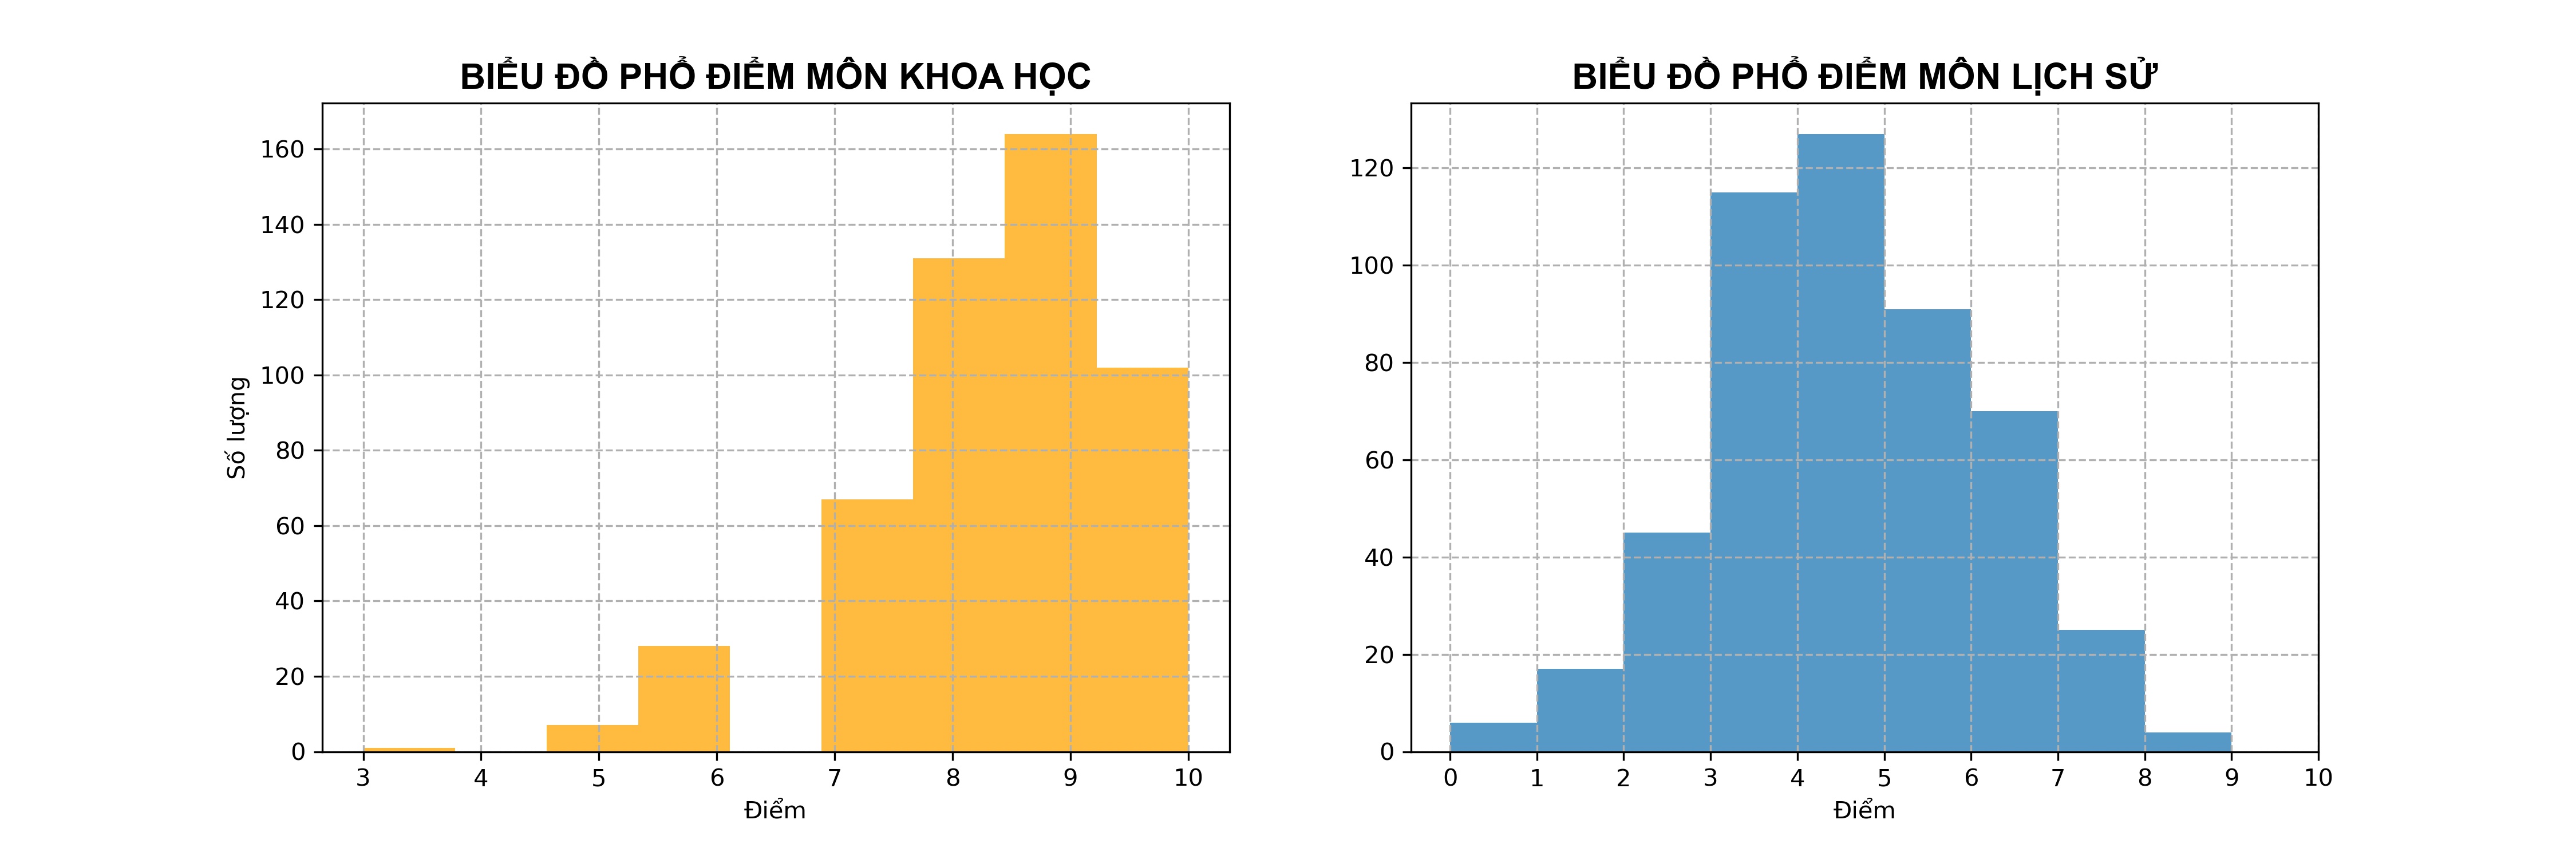 BIỂU ĐỒ PHỔ ĐIỂM MÔN KHOA HỌC
160
140
120
100
80
60
40
20
0
Số lượng
3 4 5 6 7 8 9 10
Điểm
BIỂU ĐỒ PHỔ ĐIỂM MÔN LỊCH SỬ
120
100
80
60
40
20
0
0 1 2 3 4 5 6 7 8 9 10
Điểm